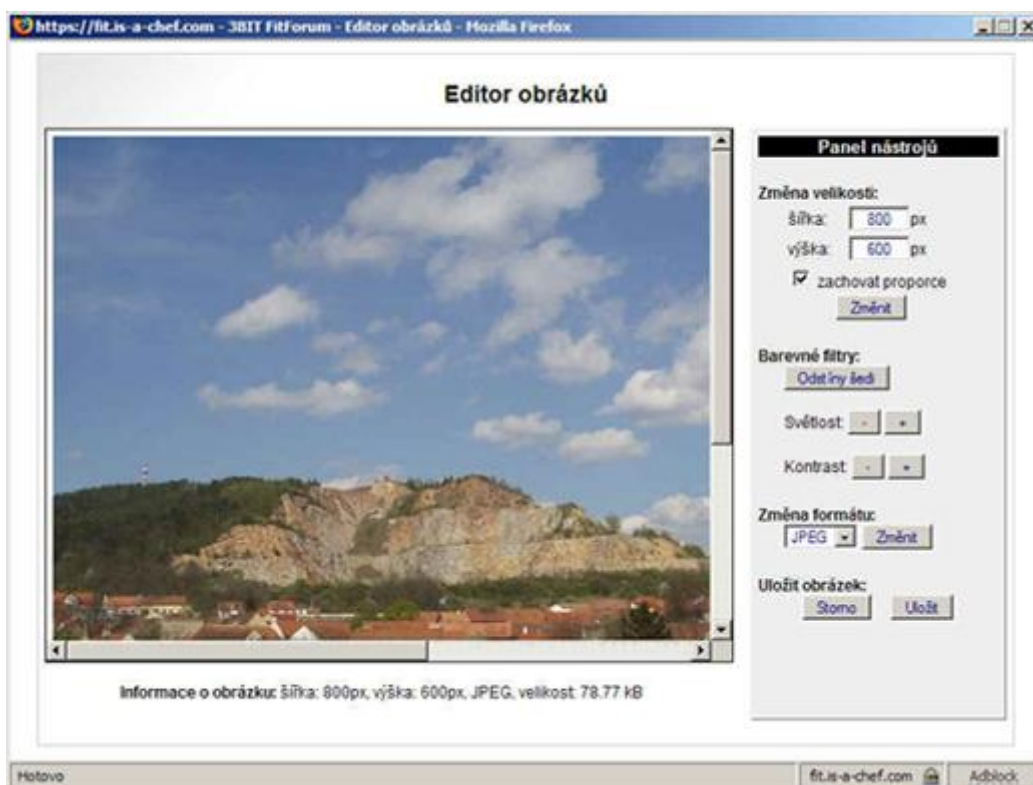 https://fit.is-a-chef.com - 3BIT FitForum - Editor obrázků - Mozilla Firefox
Editor obrázků
Panel nástrojů
Změna velikosti:
šířka: 800 px
výška: 600 px
zachovat proporce
Změnit
Barevné filtry:
Odstíny šedi
Světlost: - +
Kontrast: - +
Změna formátu:
JPEG Změnit
Uložit obrázek:
Storno Uložit
Informace o obrázku: šířka: 800px, výška: 600px, JPEG, velikost: 78.77 kB
Hotovo fit.is-a-chef.com Adblock